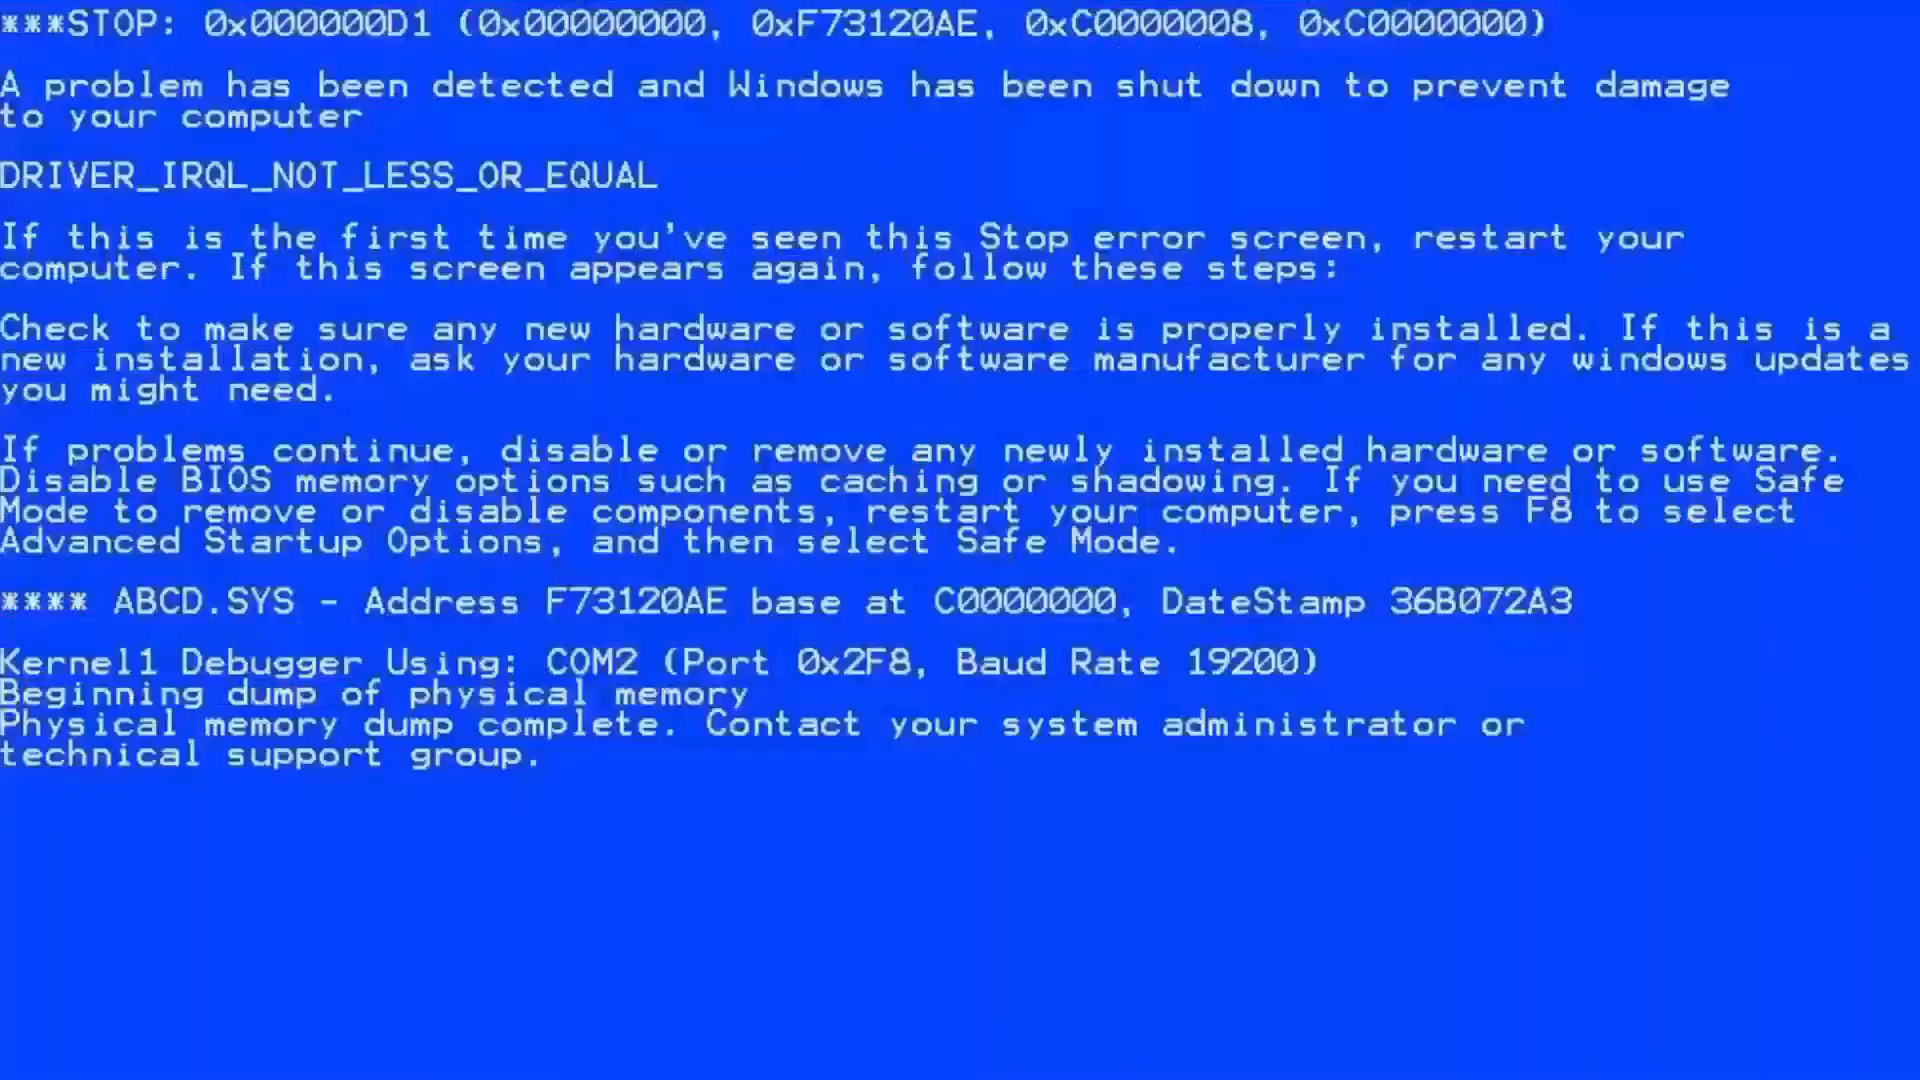 ***STOP: 0x000000D1 (0x00000000, 0xF73120AE, 0xC0000008, 0xC0000000)
A problem has been detected and Windows has been shut down to prevent damage
to your computer
DRIVER_IRQL_NOT_LESS_OR_EQUAL
If this is the first time you've seen this Stop error screen, restart your
computer. If this screen appears again, follow these steps:
Check to make sure any new hardware or software is properly installed. If this is a
new installation, ask your hardware or software manufacturer for any windows updates
you might need.
If problems continue, disable or remove any newly installed hardware or software.
Disable BIOS memory options such as caching or shadowing. If you need to use Safe
Mode to remove or disable components, restart your computer, press F8 to select
Advanced Startup Options, and then select Safe Mode.
**** ABCD.SYS - Address F73120AE base at C0000000, DateStamp 36B072A3
Kernel1 Debugger Using: COM2 (Port 0x2F8, Baud Rate 19200)
Beginning dump of physical memory
Physical memory dump complete. Contact your system administrator or
technical support group.